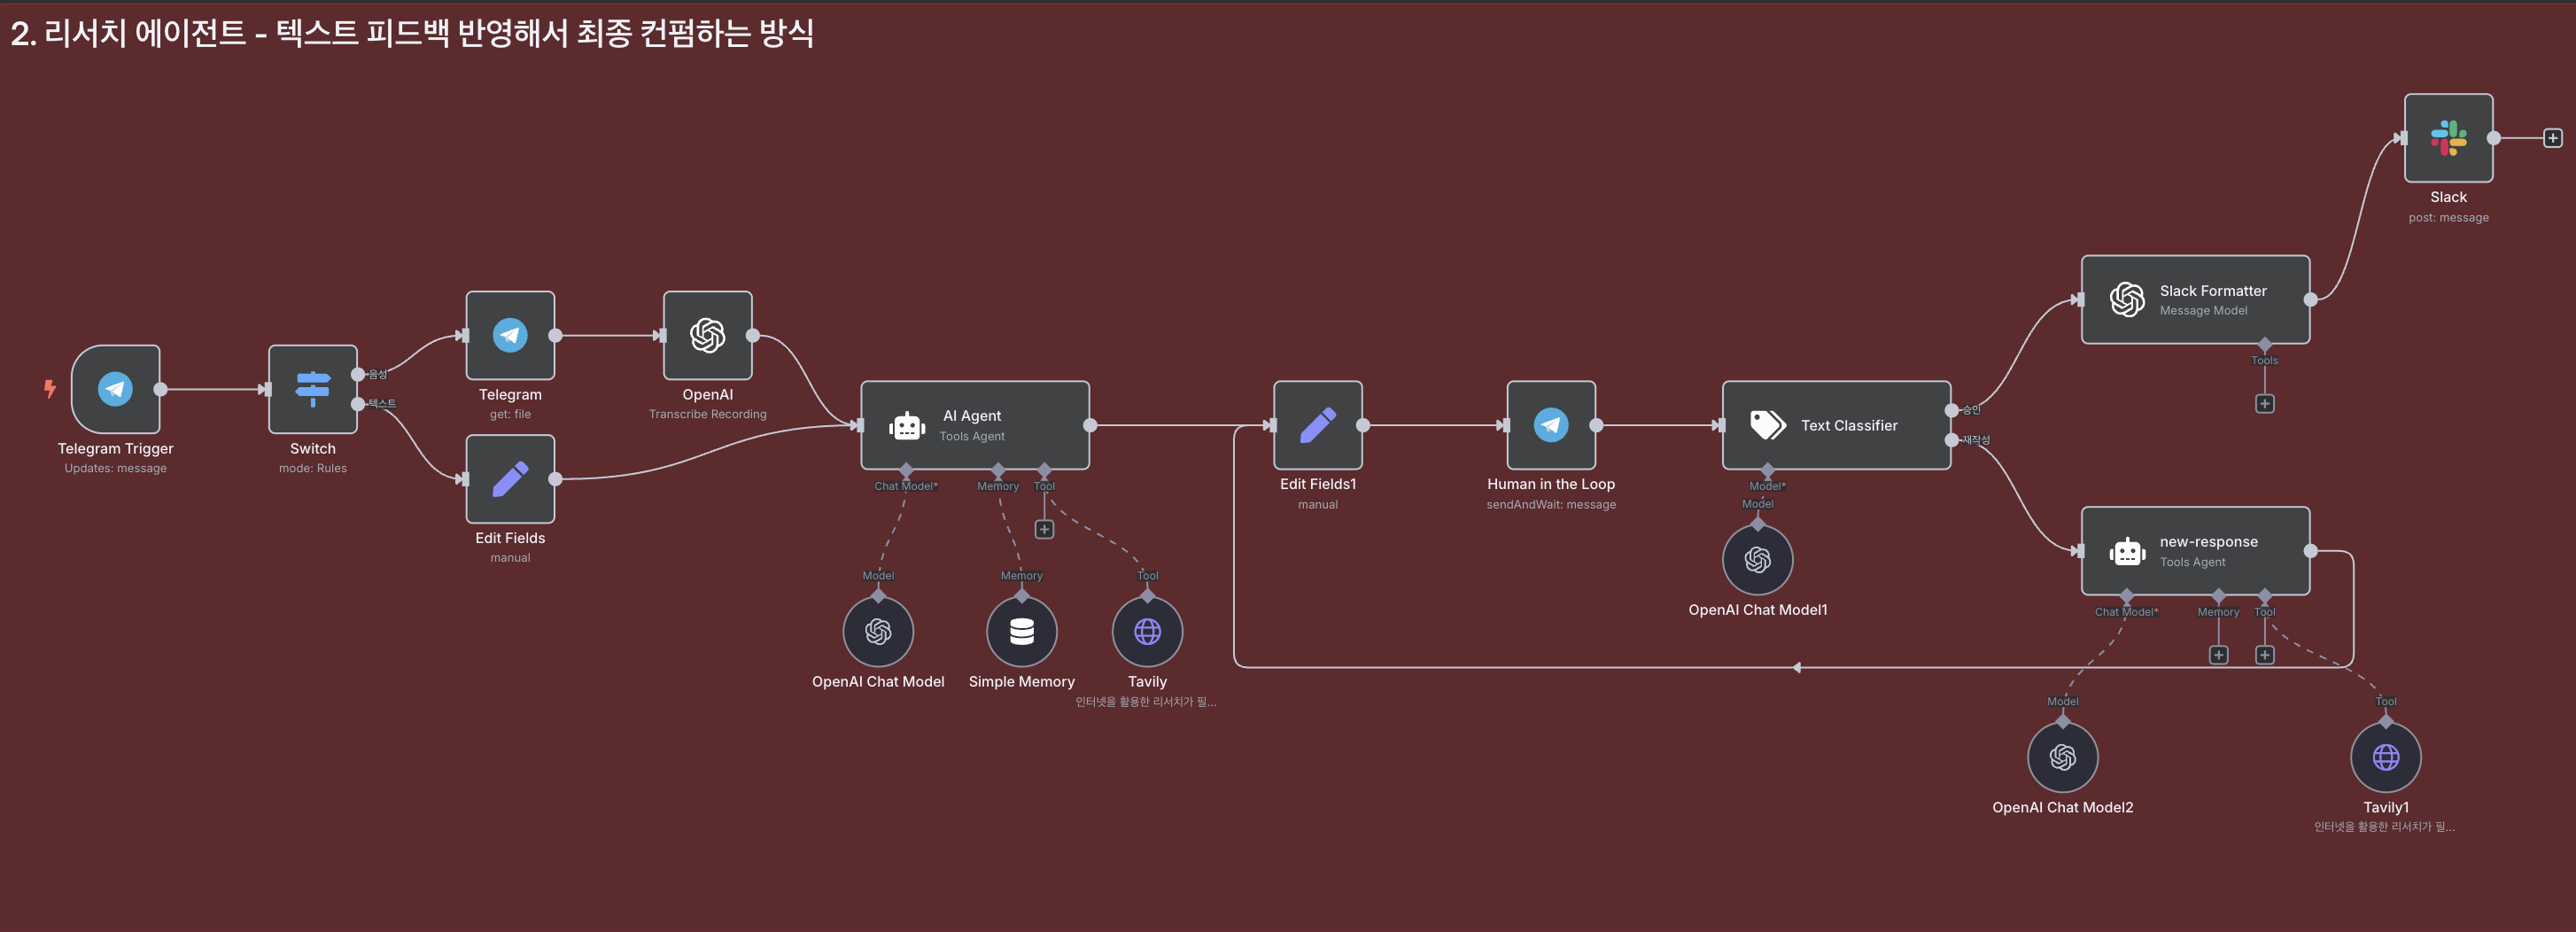 2. 리서치 에이전트 - 텍스트 피드백 반영해서 최종 컨펌하는 방식
Slack
post: message
Slack Formatter
Message Model
Tools
Telegram Trigger
Updates: message
Switch
mode: Rules
음성
텍스트
Telegram
get: file
OpenAI
Transcribe Recording
Edit Fields
manual
AI Agent
Tools Agent
Chat Model*
Memory
Tool
Model
Memory
Tool
OpenAI Chat Model
Simple Memory
Tavily
인터넷을 활용한 리서치가 필...
Edit Fields1
manual
Human in the Loop
sendAndWait: message
Text Classifier
승인
재작성
Model*
Model
OpenAI Chat Model1
new-response
Tools Agent
Chat Model*
Memory
Tool
Model
Tool
OpenAI Chat Model2
Tavily1
인터넷을 활용한 리서치가 필...